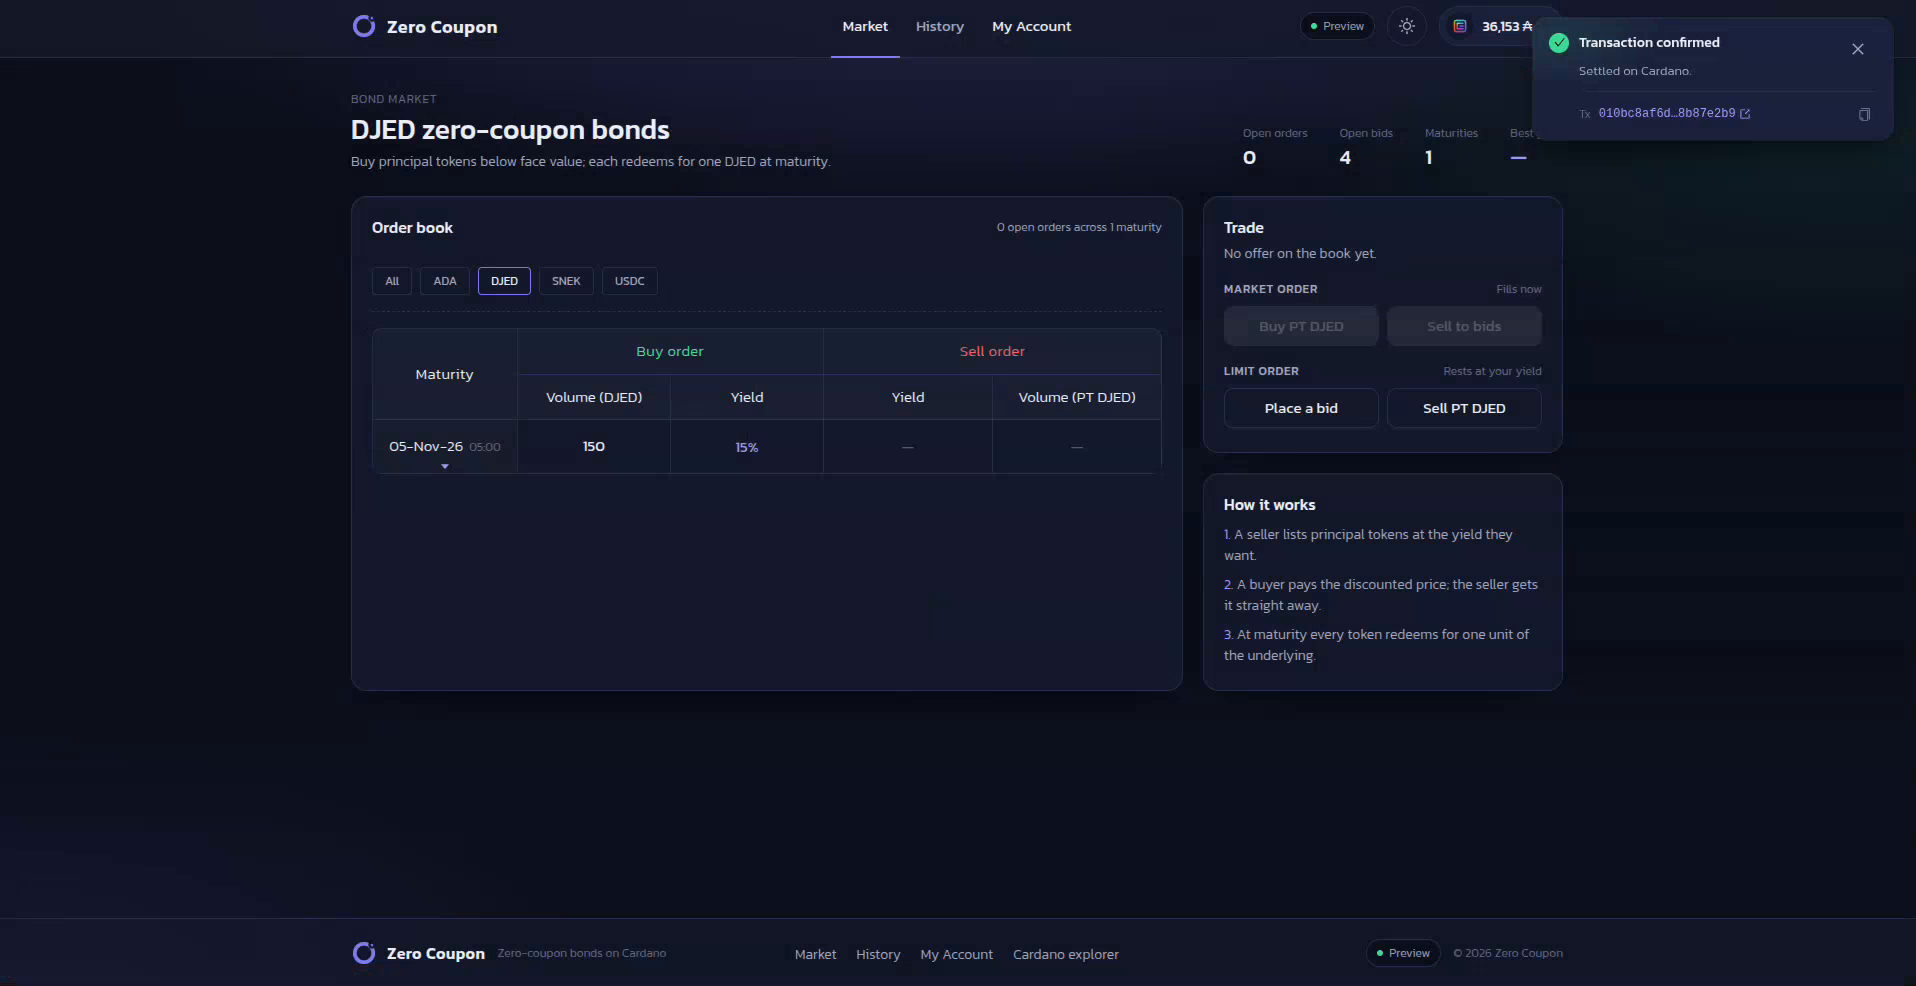 Zero Coupon
Market
History
My Account
Preview
36,153 ₳
Transaction confirmed
Settled on Cardano.
Tx 010bc8af6d…8b87e2b9
BOND MARKET
DJED zero-coupon bonds
Buy principal tokens below face value; each redeems for one DJED at maturity.
Open orders
0
Open bids
4
Maturities
1
Best
—
Order book
0 open orders across 1 maturity
All
ADA
DJED
SNEK
USDC
Maturity
Buy order
Sell order
Volume (DJED)
Yield
Yield
Volume (PT DJED)
05-Nov-26 05:00
150
15%
—
—
Trade
No offer on the book yet.
MARKET ORDER
Fills now
Buy PT DJED
Sell to bids
LIMIT ORDER
Rests at your yield
Place a bid
Sell PT DJED
How it works
1. A seller lists principal tokens at the yield they
want.
2. A buyer pays the discounted price; the seller gets
it straight away.
3. At maturity every token redeems for one unit of
the underlying.
Zero Coupon
Zero-coupon bonds on Cardano
Market
History
My Account
Cardano explorer
Preview
© 2026 Zero Coupon